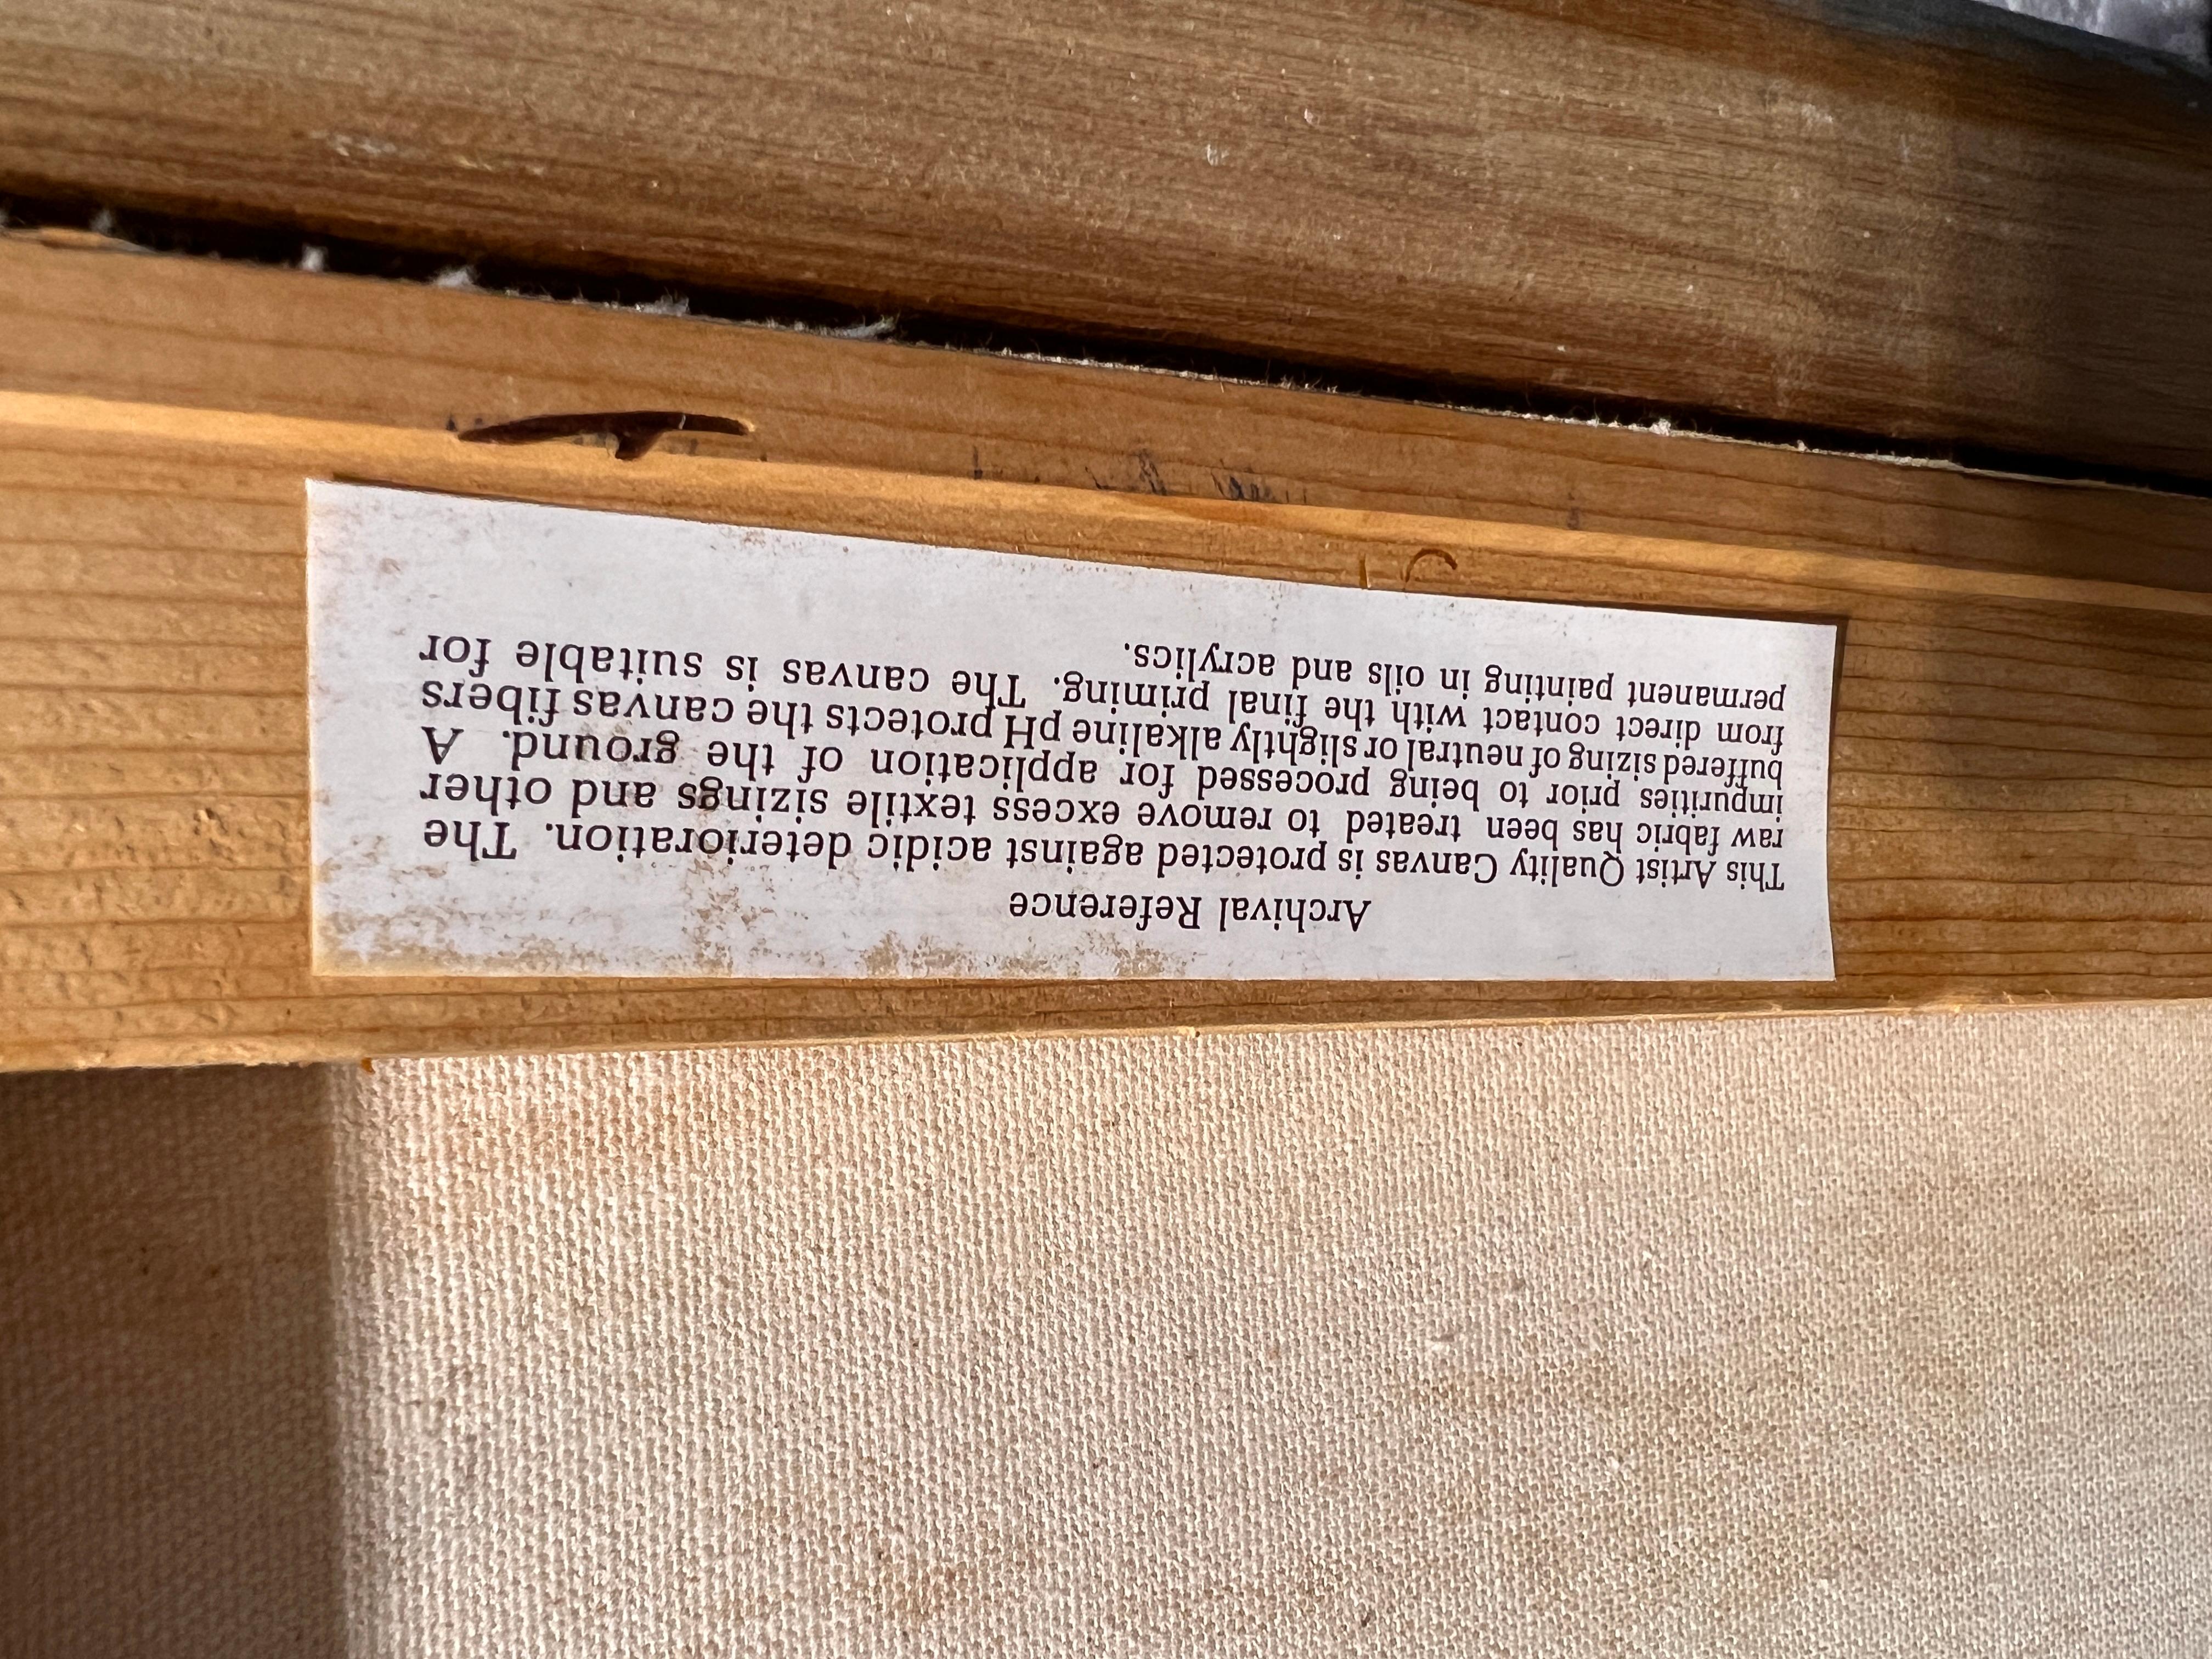 Archival Reference
This Artist Quality Canvas is protected against acidic deterioration. The
raw fabric has been treated to remove excess textile sizings and other
impurities prior to being processed for application of the ground. A
buffered sizing of neutral or slightly alkaline pH protects the canvas fibers
from direct contact with the final priming. The canvas is suitable for
permanent painting in oils and acrylics.